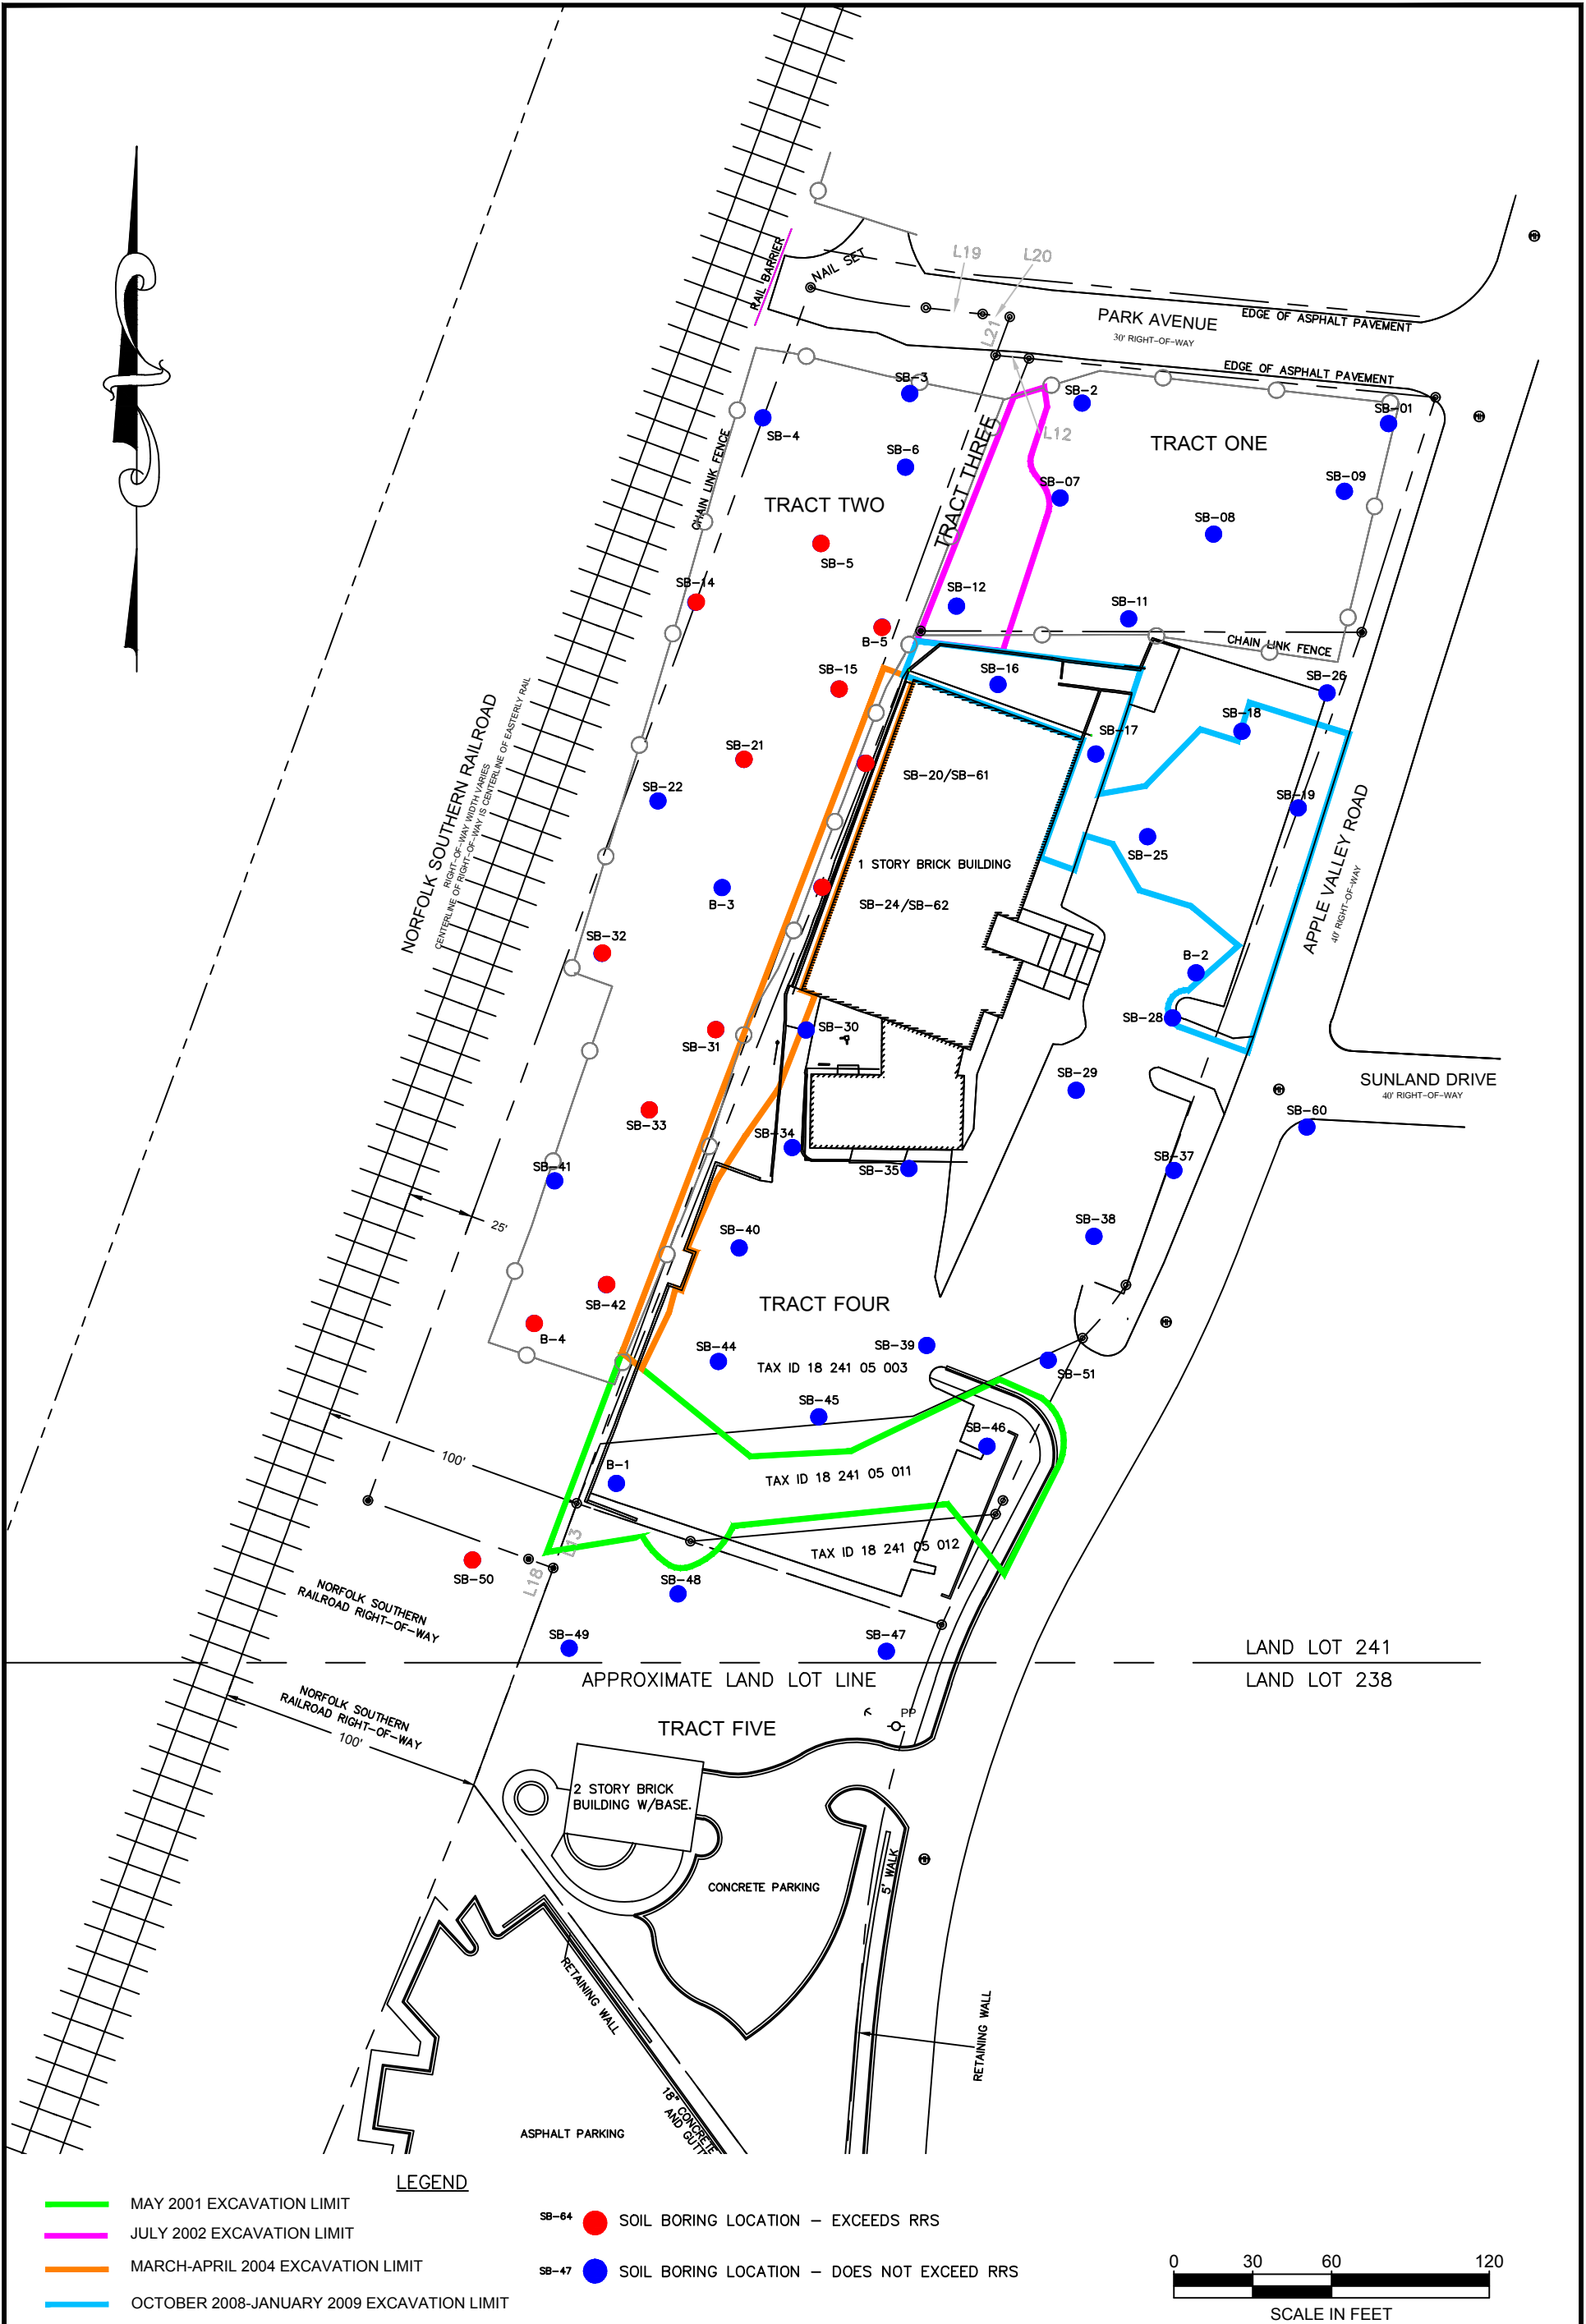 L19
L20
NAIL SET
RAIL BARRIER
PARK AVENUE
30' RIGHT-OF-WAY
EDGE OF ASPHALT PAVEMENT
L21
EDGE OF ASPHALT PAVEMENT
SB-3
SB-2
SB-01
SB-4
L12
TRACT ONE
CHAIN LINK FENCE
SB-6
SB-09
TRACT THREE
SB-07
TRACT TWO
SB-08
SB-5
SB-14
SB-12
SB-11
B-5
CHAIN LINK FENCE
SB-15
SB-16
SB-26
SB-18
SB-17
SB-21
SB-20/SB-61
SB-22
SB-19
NORFOLK SOUTHERN RAILROAD
RIGHT-OF-WAY WIDTH VARIES
CENTERLINE OF RIGHT-OF-WAY IS CENTERLINE OF EASTERLY RAIL
SB-25
1 STORY BRICK BUILDING
APPLE VALLEY ROAD
40' RIGHT-OF-WAY
B-3
SB-24/SB-62
SB-32
B-2
SB-28
SB-30
SB-31
SB-29
SUNLAND DRIVE
40' RIGHT-OF-WAY
SB-60
SB-33
SB-34
SB-41
SB-35
SB-37
25'
SB-40
SB-38
SB-42
TRACT FOUR
B-4
SB-39
SB-44
TAX ID 18 241 05 003
SB-51
SB-45
SB-46
100'
B-1
TAX ID 18 241 05 011
L13
TAX ID 18 241 05 012
L18
SB-50
SB-48
NORFOLK SOUTHERN
RAILROAD RIGHT-OF-WAY
SB-49
SB-47
LAND LOT 241
APPROXIMATE LAND LOT LINE
LAND LOT 238
NORFOLK SOUTHERN
RAILROAD RIGHT-OF-WAY
100'
PP
TRACT FIVE
2 STORY BRICK
BUILDING W/BASE.
CONCRETE PARKING
5' WALK
RETAINING WALL
RETAINING WALL
18" CONCRETE
AND GUTT
ASPHALT PARKING
LEGEND
MAY 2001 EXCAVATION LIMIT
JULY 2002 EXCAVATION LIMIT
MARCH-APRIL 2004 EXCAVATION LIMIT
OCTOBER 2008-JANUARY 2009 EXCAVATION LIMIT
SB-64 SOIL BORING LOCATION - EXCEEDS RRS
SB-47 SOIL BORING LOCATION - DOES NOT EXCEED RRS
0 30 60 120
SCALE IN FEET